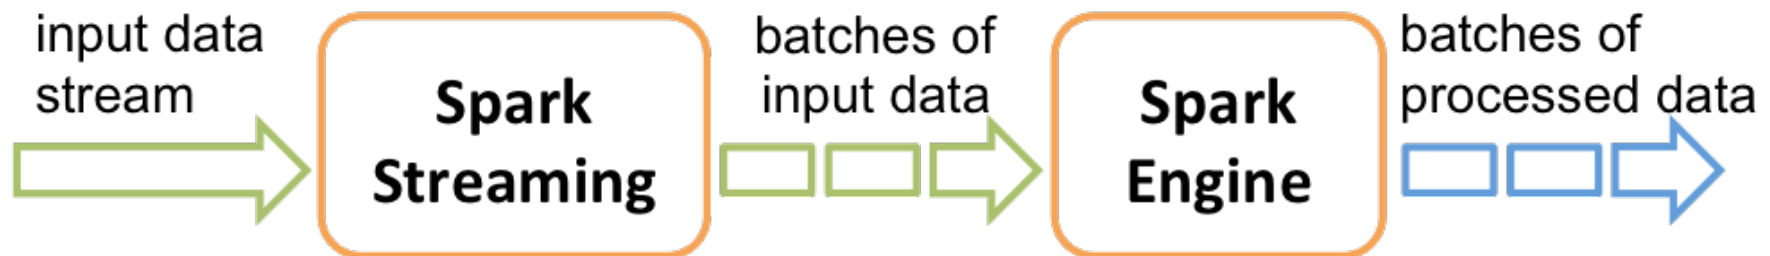 input data
stream
Spark
Streaming
batches of
input data
Spark
Engine
batches of
processed data